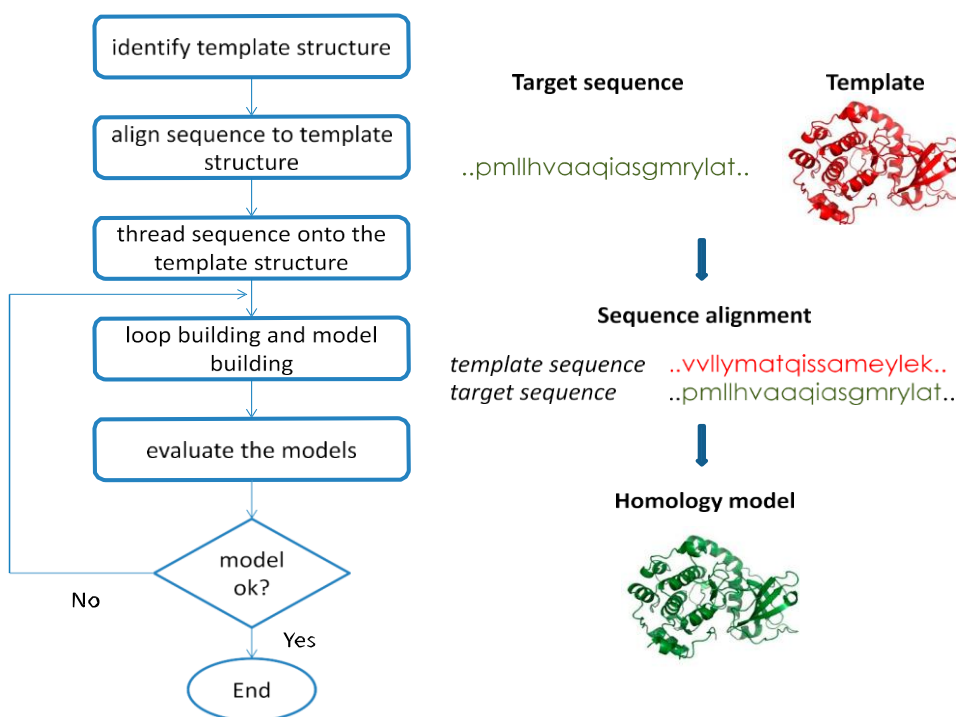 identify template structure
align sequence to template
structure
thread sequence onto the
template structure
loop building and model
building
evaluate the models
model
ok?
No
Yes
End
Target sequence
Template
..pmllhvaaqiasgmrylat..
Sequence alignment
template sequence ..vvllymatqissameylek..
target sequence ..pmllhvaaqiasgmrylat..
Homology model